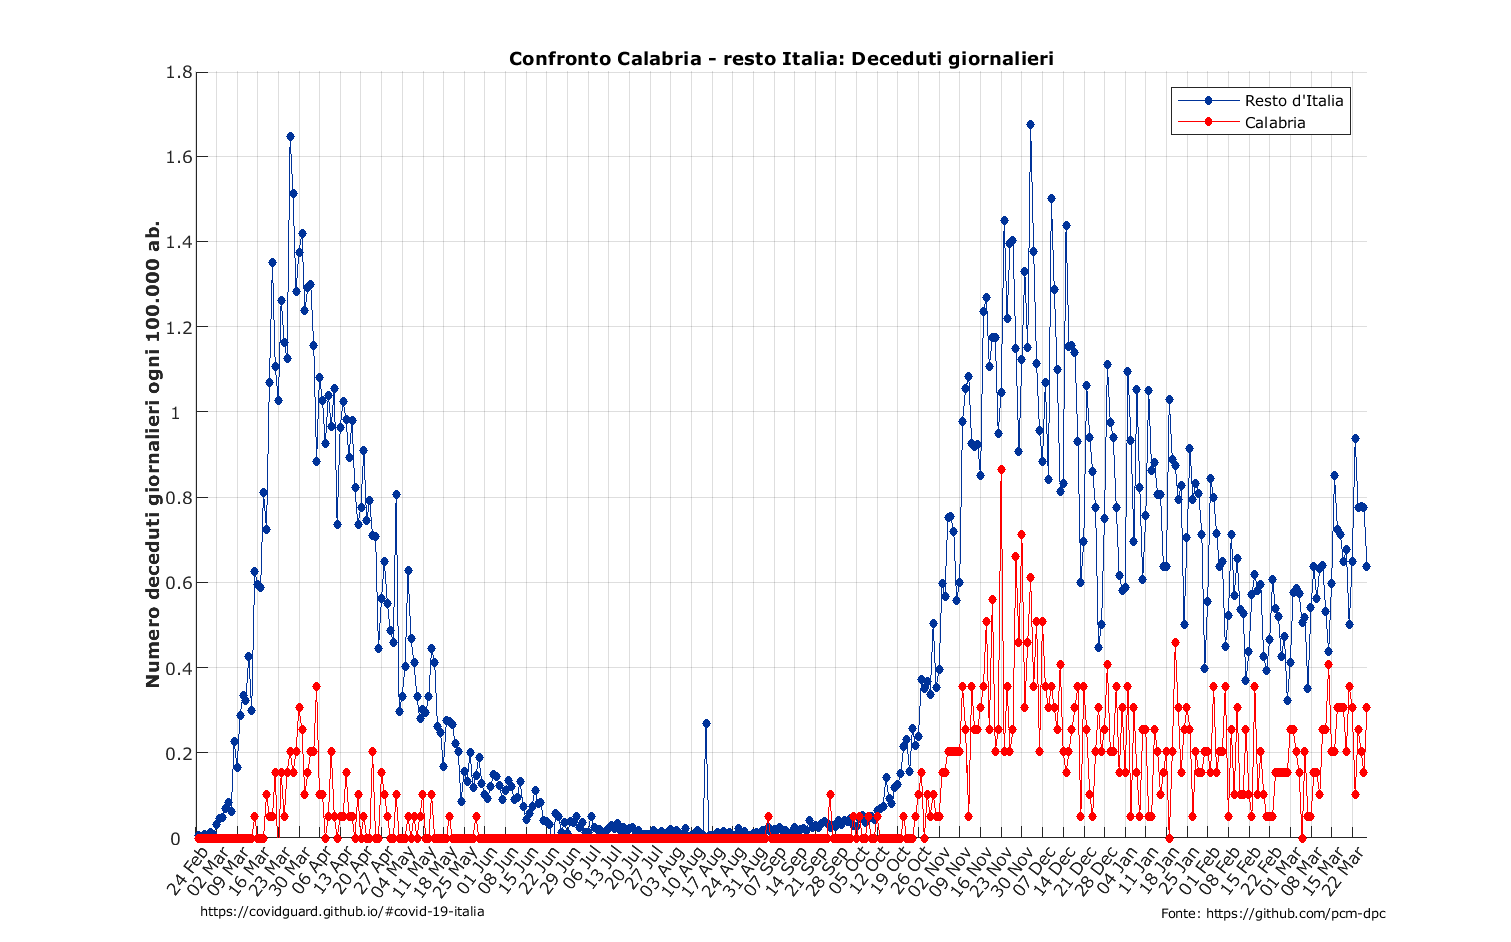 Confronto Calabria - resto Italia: Deceduti giornalieri
Resto d'Italia
Calabria
Numero deceduti giornalieri ogni 100.000 ab.
1.8
1.6
1.4
1.2
1
0.8
0.6
0.4
0.2
0
24 Feb
02 Mar
09 Mar
16 Mar
23 Mar
30 Mar
06 Apr
13 Apr
20 Apr
27 Apr
04 May
11 May
18 May
25 May
01 Jun
08 Jun
15 Jun
22 Jun
29 Jun
06 Jul
13 Jul
20 Jul
27 Jul
03 Aug
10 Aug
17 Aug
24 Aug
31 Aug
07 Sep
14 Sep
21 Sep
28 Sep
05 Oct
12 Oct
19 Oct
26 Oct
02 Nov
09 Nov
16 Nov
23 Nov
30 Nov
07 Dec
14 Dec
21 Dec
28 Dec
04 Jan
11 Jan
18 Jan
25 Jan
01 Feb
08 Feb
15 Feb
22 Feb
01 Mar
08 Mar
15 Mar
22 Mar
https://covidguard.github.io/#covid-19-italia
Fonte: https://github.com/pcm-dpc